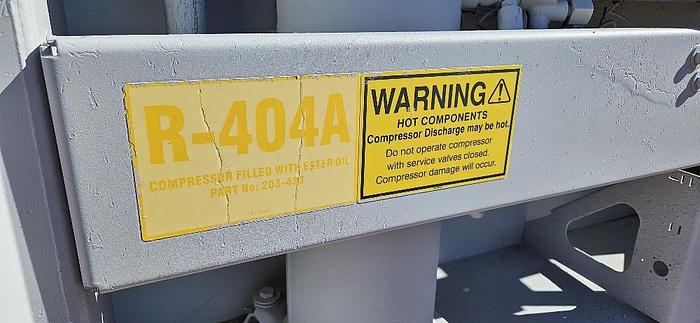 R-404A
COMPRESSOR FILLED WITH ESTER OIL
PART No: 203-433
WARNING
HOT COMPONENTS
Compressor Discharge may be hot.
Do not operate compressor
with service valves closed.
Compressor damage will occur.